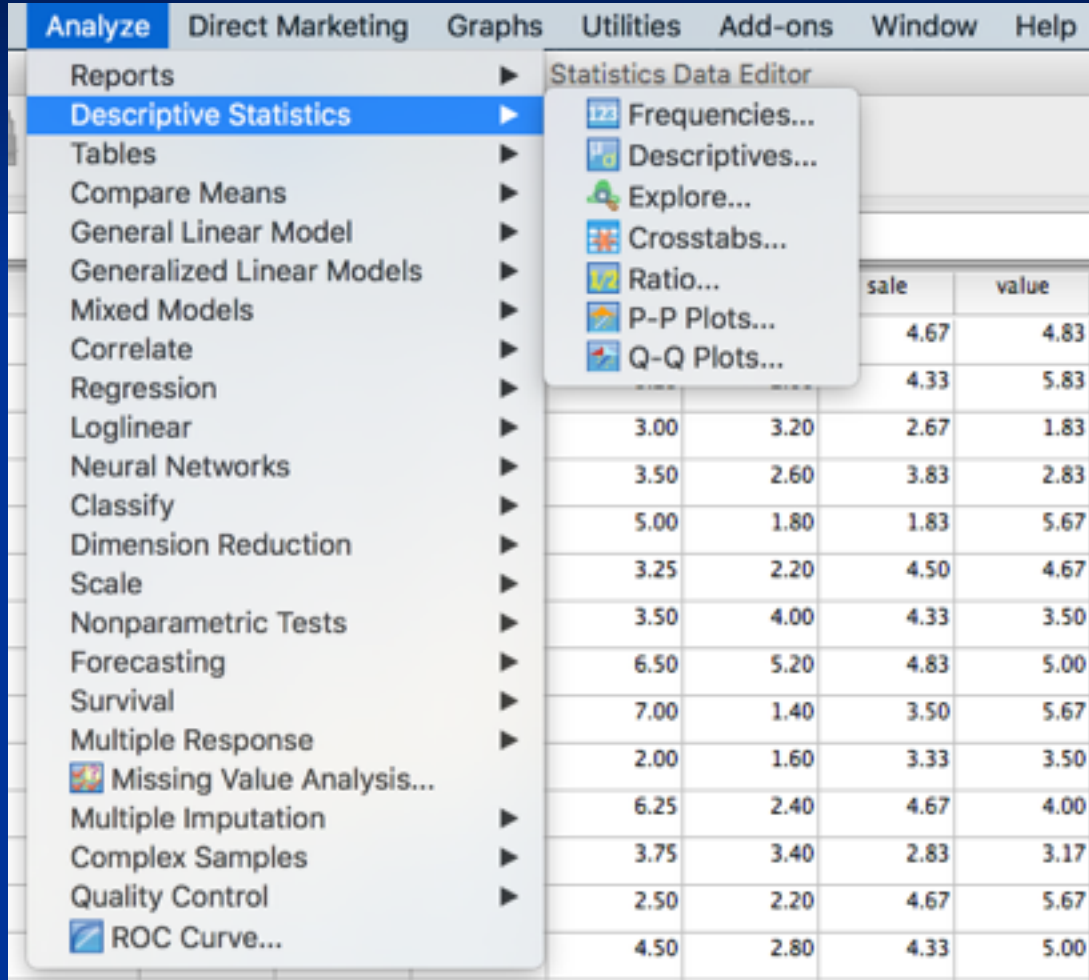 Analyze Direct Marketing Graphs Utilities Add-ons Window Help
Statistics Data Editor
Reports
Descriptive Statistics
Tables
Compare Means
General Linear Model
Generalized Linear Models
Mixed Models
Correlate
Regression
Loglinear
Neural Networks
Classify
Dimension Reduction
Scale
Nonparametric Tests
Forecasting
Survival
Multiple Response
Missing Value Analysis...
Multiple Imputation
Complex Samples
Quality Control
ROC Curve...
123 Frequencies...
Descriptives...
Explore...
Crosstabs...
1/2 Ratio...
P-P Plots...
Q-Q Plots...
sale value
4.67 4.83
4.33 5.83
3.00 3.20 2.67 1.83
3.50 2.60 3.83 2.83
5.00 1.80 1.83 5.67
3.25 2.20 4.50 4.67
3.50 4.00 4.33 3.50
6.50 5.20 4.83 5.00
7.00 1.40 3.50 5.67
2.00 1.60 3.33 3.50
6.25 2.40 4.67 4.00
3.75 3.40 2.83 3.17
2.50 2.20 4.67 5.67
4.50 2.80 4.33 5.00